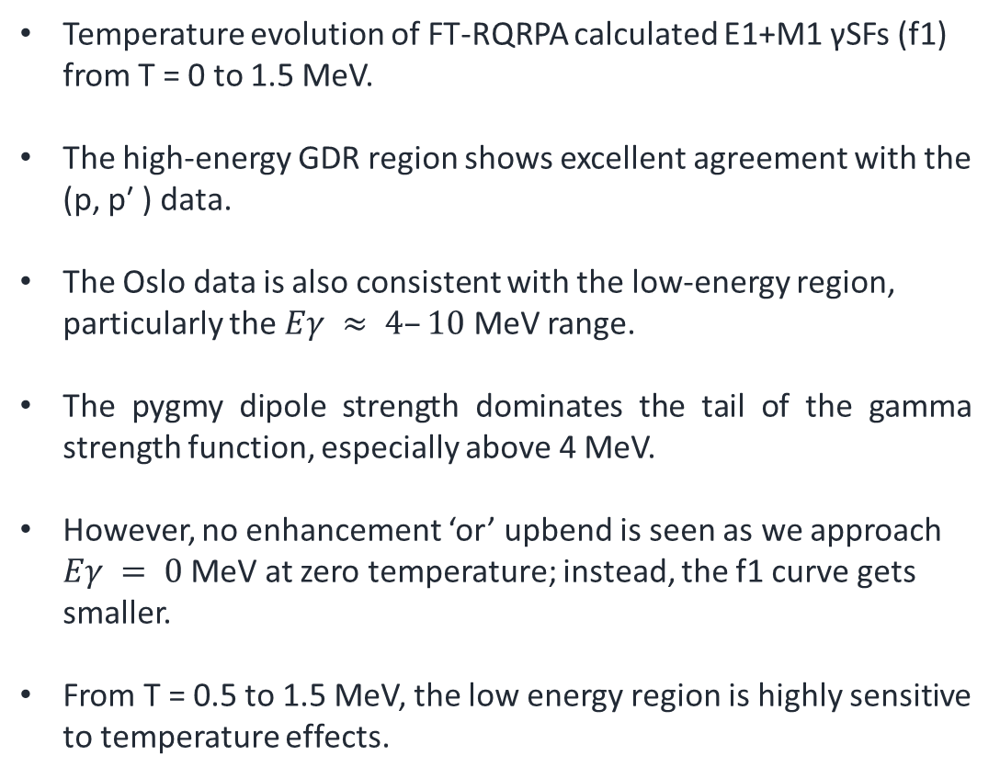 • Temperature evolution of FT-RQRPA calculated E1+M1 γSFs (f1)
from T = 0 to 1.5 MeV.
• The high-energy GDR region shows excellent agreement with the
(p, p′ ) data.
• The Oslo data is also consistent with the low-energy region,
particularly the 𝐸𝛾 ≈ 4– 10 MeV range.
• The pygmy dipole strength dominates the tail of the gamma
strength function, especially above 4 MeV.
• However, no enhancement ‘or’ upbend is seen as we approach
𝐸𝛾 = 0 MeV at zero temperature; instead, the f1 curve gets
smaller.
• From T = 0.5 to 1.5 MeV, the low energy region is highly sensitive
to temperature effects.